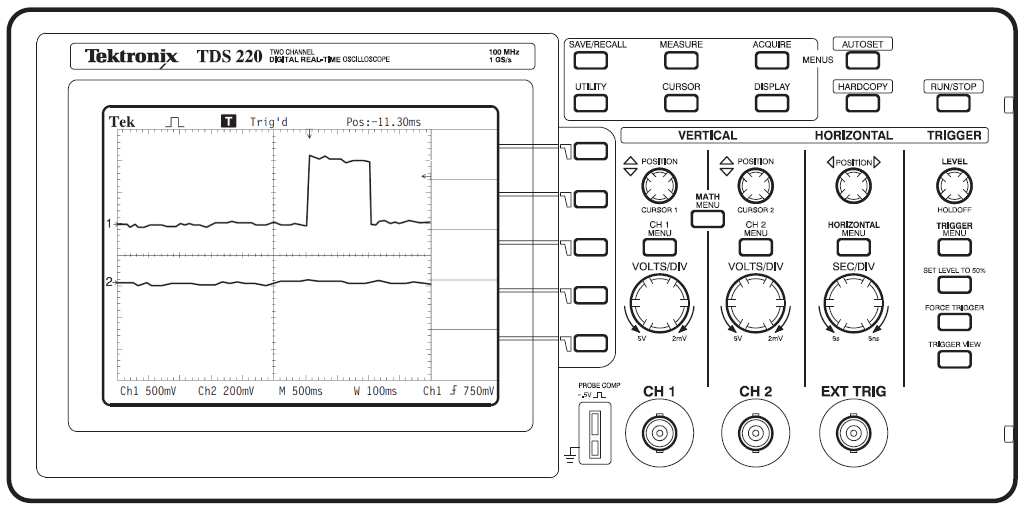 Tektronix TDS 220 TWO CHANNEL DIGITAL REAL-TIME OSCILLOSCOPE 100 MHz 1 GS/s
Tek T Trig'd Pos:-11.30ms
1
2
Ch1 500mV Ch2 200mV M 500ms W 100ms Ch1 750mV
SAVE/RECALL MEASURE ACQUIRE MENUS AUTOSET
UTILITY CURSOR DISPLAY HARDCOPY RUN/STOP
VERTICAL HORIZONTAL TRIGGER
POSITION POSITION POSITION LEVEL
CURSOR 1 MATH MENU CURSOR 2 HOLDOFF
CH 1 MENU CH 2 MENU HORIZONTAL MENU TRIGGER MENU
VOLTS/DIV VOLTS/DIV SEC/DIV SET LEVEL TO 50%
FORCE TRIGGER
5V 2mV 5V 2mV 5s 5ns
TRIGGER VIEW
PROBE COMP
~5V
CH 1 CH 2 EXT TRIG